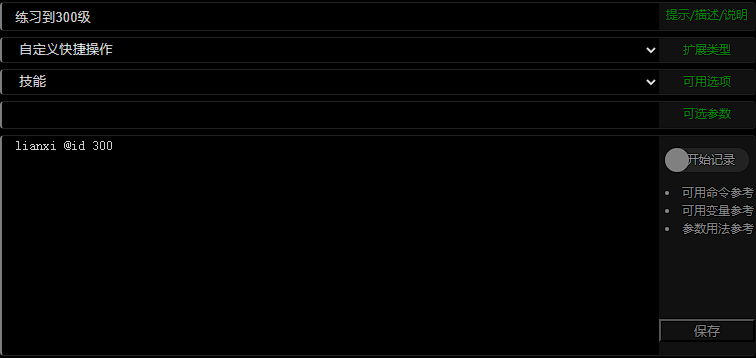 练习到300级 提示/描述/说明
自定义快捷操作 扩展类型
技能 可用选项
可选参数
lianxi @id 300
开始记录
可用命令参考
可用变量参考
参数用法参考
保存